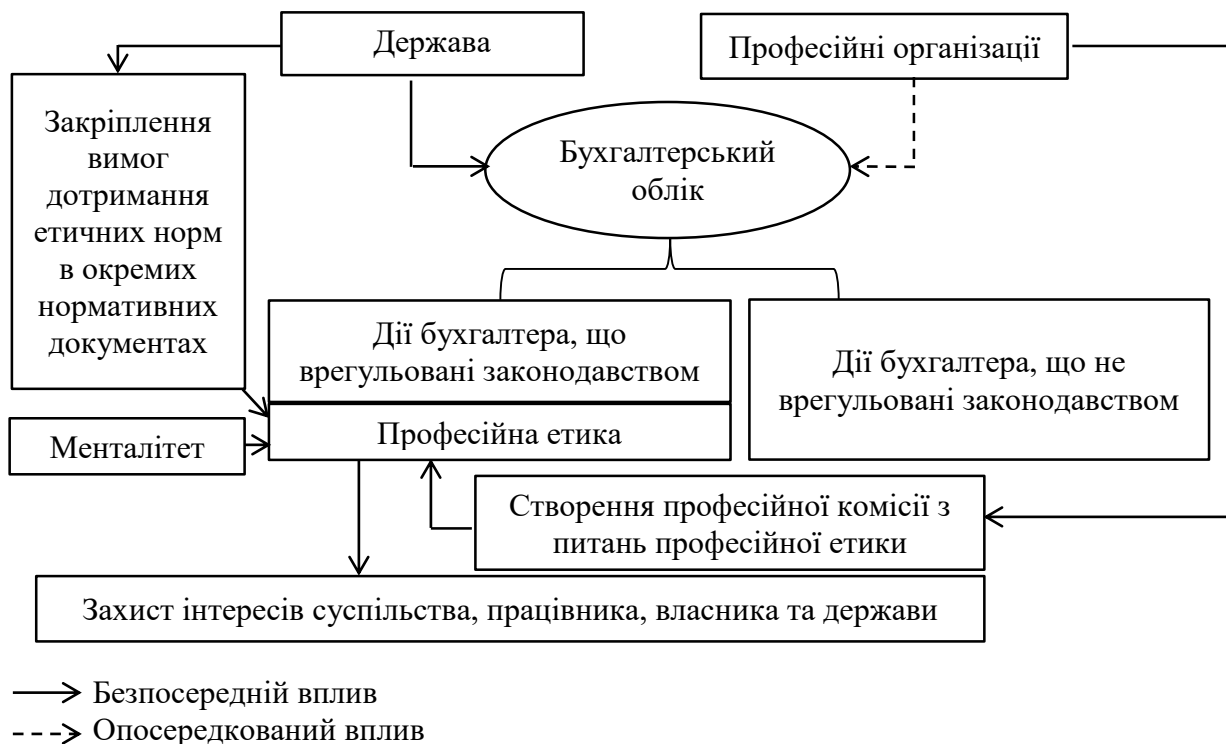 Держава
Професійні організації
Закріплення
вимог
дотримання
етичних норм
в окремих
нормативних
документах
Бухгалтерський
облік
Дії бухгалтера, що
врегульовані законодавством
Дії бухгалтера, що не
врегульовані законодавством
Менталітет
Професійна етика
Створення професійної комісії з
питань професійної етики
Захист інтересів суспільства, працівника, власника та держави
Безпосередній вплив
Опосередкований вплив